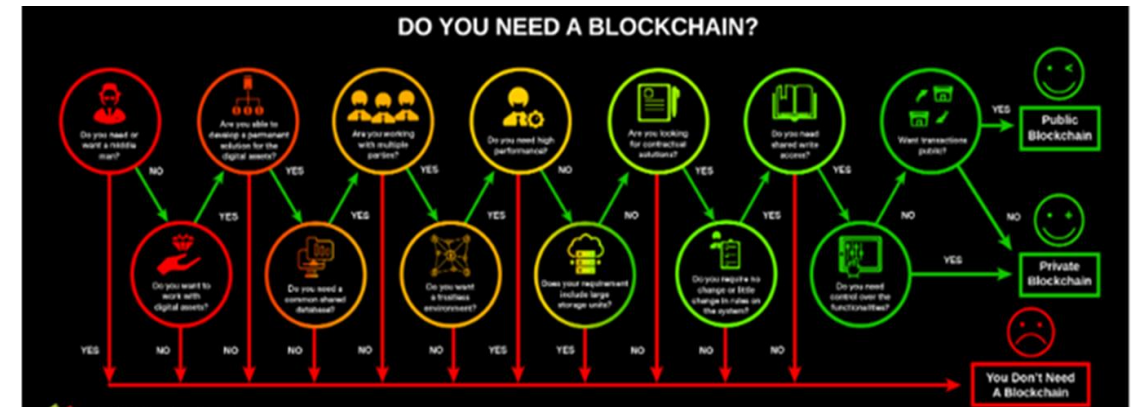 DO YOU NEED A BLOCKCHAIN?
Do you need or
want a middle
man?
NO
Do you want to
work with
digital assets?
YES
Are you able to
develop a permanent
solution for the
digital assets?
YES
Do you need a
common shared
database?
YES
Are you working
with multiple
parties?
YES
Do you want
a trustless
environment?
YES
Do you need high
performance?
NO
Does your requirement
include large
storage units?
NO
Are you looking
for contractual
solutions?
YES
Do you require no
change or little
change in rules on
the system?
YES
Do you need
shared write
access?
YES
Do you need
control over the
functionalities?
NO
Want transactions
public?
YES
Public
Blockchain
NO
YES
Private
Blockchain
YES
NO
NO
NO
NO
NO
YES
YES
NO
NO
NO
You Don't Need
A Blockchain